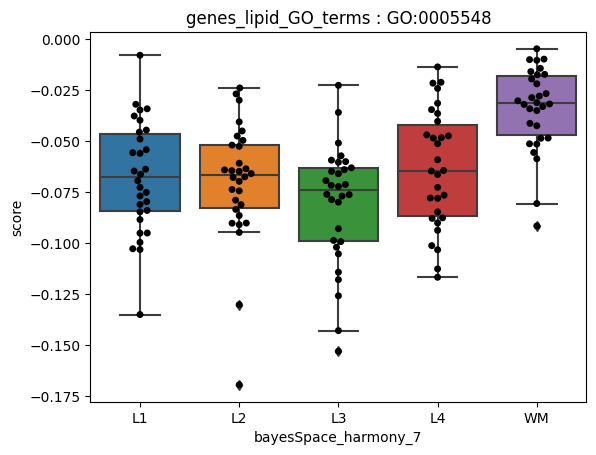 genes_lipid_GO_terms : GO:0005548
0.000
−0.025
−0.050
−0.075
−0.100
−0.125
−0.150
−0.175
score
L1 L2 L3 L4 WM
bayesSpace_harmony_7